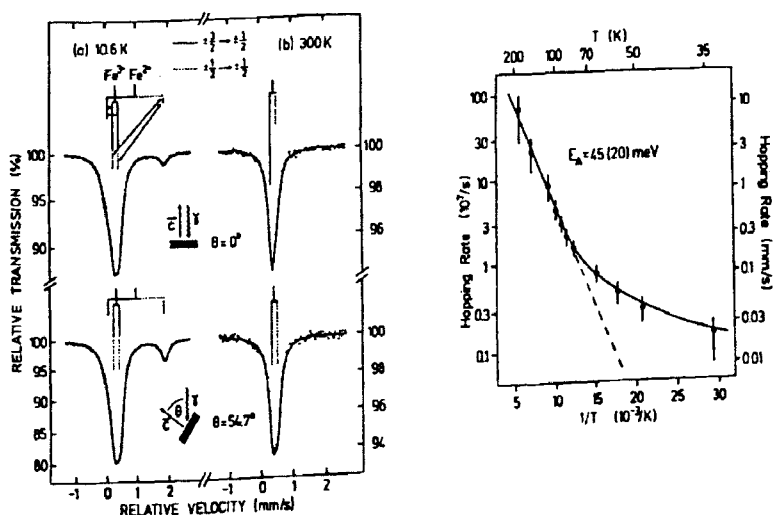 (a) 10.6 K
±3/2 → ±1/2
±1/2 → ±1/2
(b) 300K
Fe³⁺ Fe²⁺
100
95
90
100
98
96
c γ
θ=0°
100
95
90
85
80
100
98
96
94
c θ γ
θ=54.7°
-1 0 1 2
-1 0 1 2
RELATIVE VELOCITY (mm/s)
RELATIVE TRANSMISSION (%)
T (K)
200 100 70 50 35
100
30
10
3
1
0.3
0.1
Hopping Rate (10⁷/s)
E_A = 45(20) meV
10
3
1
0.3
0.1
0.03
0.01
Hopping Rate (mm/s)
5 10 15 20 25 30
1/T (10⁻³/K)